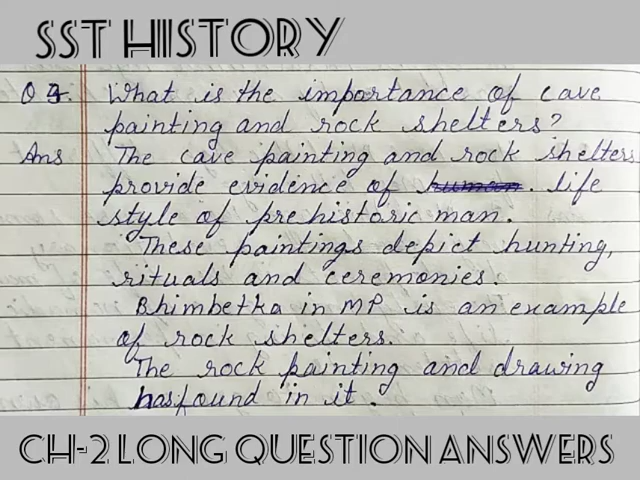 SST HISTORY
Q 3. What is the importance of cave
painting and rock shelters?
Ans The cave painting and rock shelters
provide evidence of human. life
style of prehistoric man.
These paintings depict hunting,
rituals and ceremonies.
Bhimbetka in MP is an example
of rock shelters.
The rock painting and drawing
has found in it.
CH-2 LONG QUESTION ANSWERS